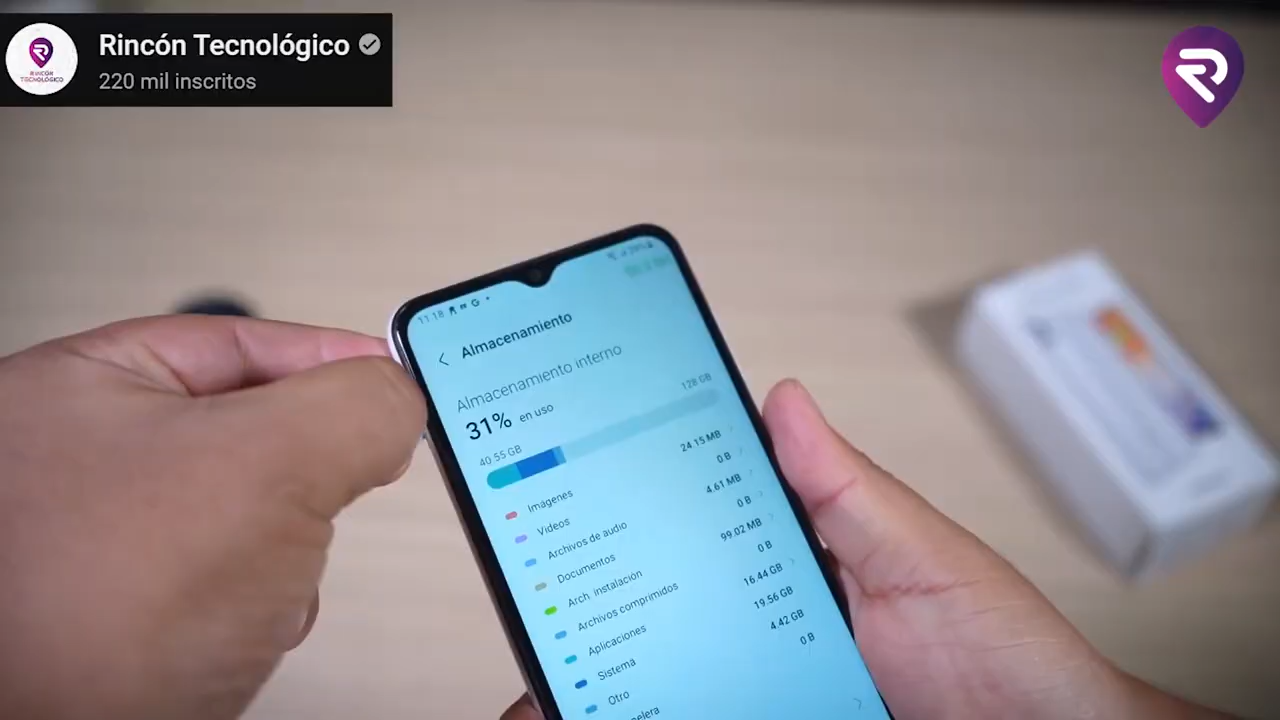 Rincón Tecnológico
220 mil inscritos
RINCÓN
TECNOLÓGICO
11:18
Almacenamiento
Almacenamiento interno
31% en uso
40.55 GB
128 GB
Imágenes 24.15 MB
Videos 0 B
Archivos de audio 4.61 MB
Documentos 0 B
Arch. instalación 99.02 MB
Archivos comprimidos 0 B
Aplicaciones 16.44 GB
Sistema 19.56 GB
Otro 4.42 GB
0 B